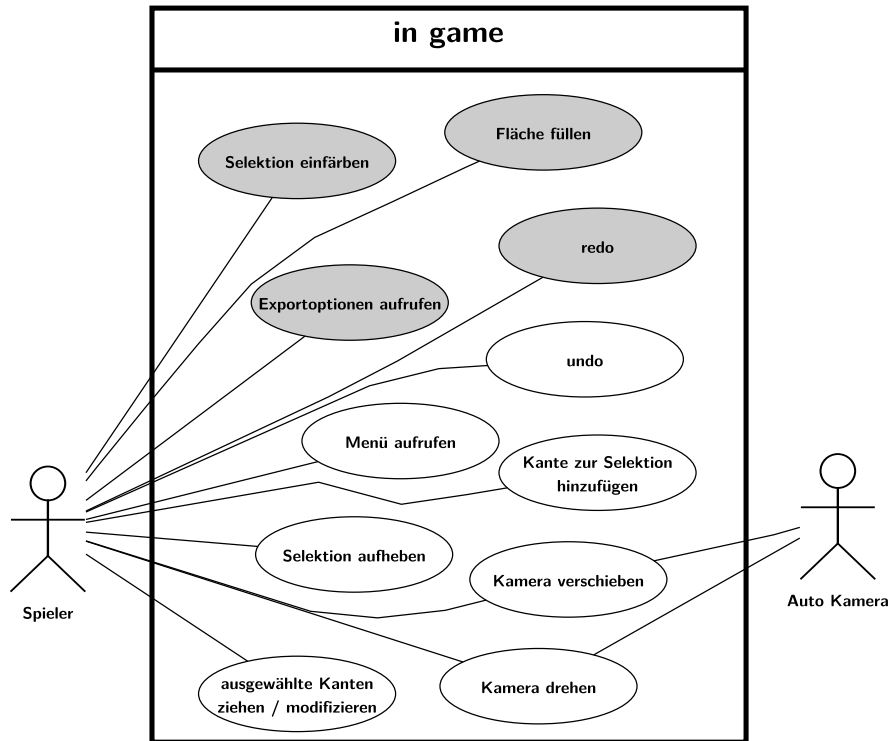 in game
Fläche füllen
Selektion einfärben
redo
Exportoptionen aufrufen
undo
Menü aufrufen
Kante zur Selektion
hinzufügen
Selektion aufheben
Kamera verschieben
Auto Kamera
Spieler
ausgewählte Kanten
ziehen / modifizieren
Kamera drehen